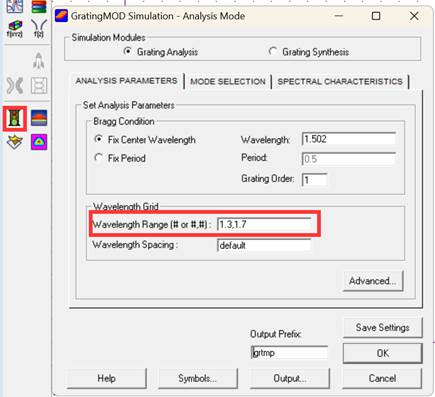 GratingMOD Simulation - Analysis Mode
Simulation Modules
Grating Analysis Grating Synthesis
ANALYSIS PARAMETERS MODE SELECTION SPECTRAL CHARACTERISTICS
Set Analysis Parameters
Bragg Condition
Fix Center Wavelength Wavelength: 1.502
Fix Period Period: 0.5
Grating Order: 1
Wavelength Grid
Wavelength Range (# or #,#) : 1.3,1.7
Wavelength Spacing : default
Advanced...
Output Prefix: Save Settings
grtmp OK
Help Symbols... Output... Cancel